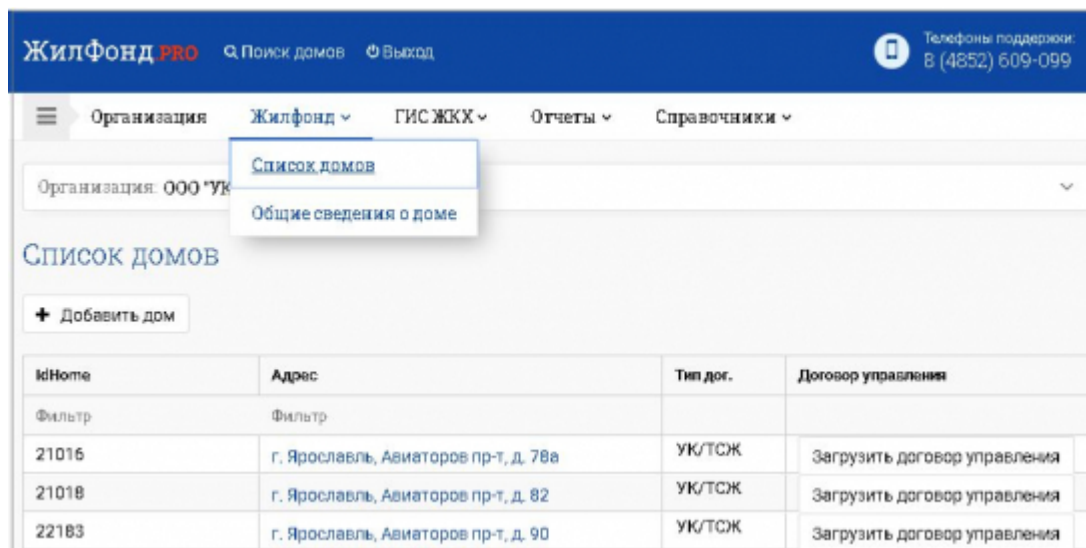 ЖилФонд.PRO Поиск домов Выход Телефоны поддержки:
8 (4852) 609-099
Организация Жилфонд ГИС ЖКХ Отчеты Справочники
Список домов
Организация: ООО "УК
Общие сведения о доме
Список домов
+ Добавить дом
IdHome Адрес Тип дог. Договор управления
Фильтр Фильтр
21016 г. Ярославль, Авиаторов пр-т, д. 78а УК/ТСЖ Загрузить договор управления
21018 г. Ярославль, Авиаторов пр-т, д. 82 УК/ТСЖ Загрузить договор управления
22183 г. Ярославль, Авиаторов пр-т, д. 90 УК/ТСЖ Загрузить договор управления